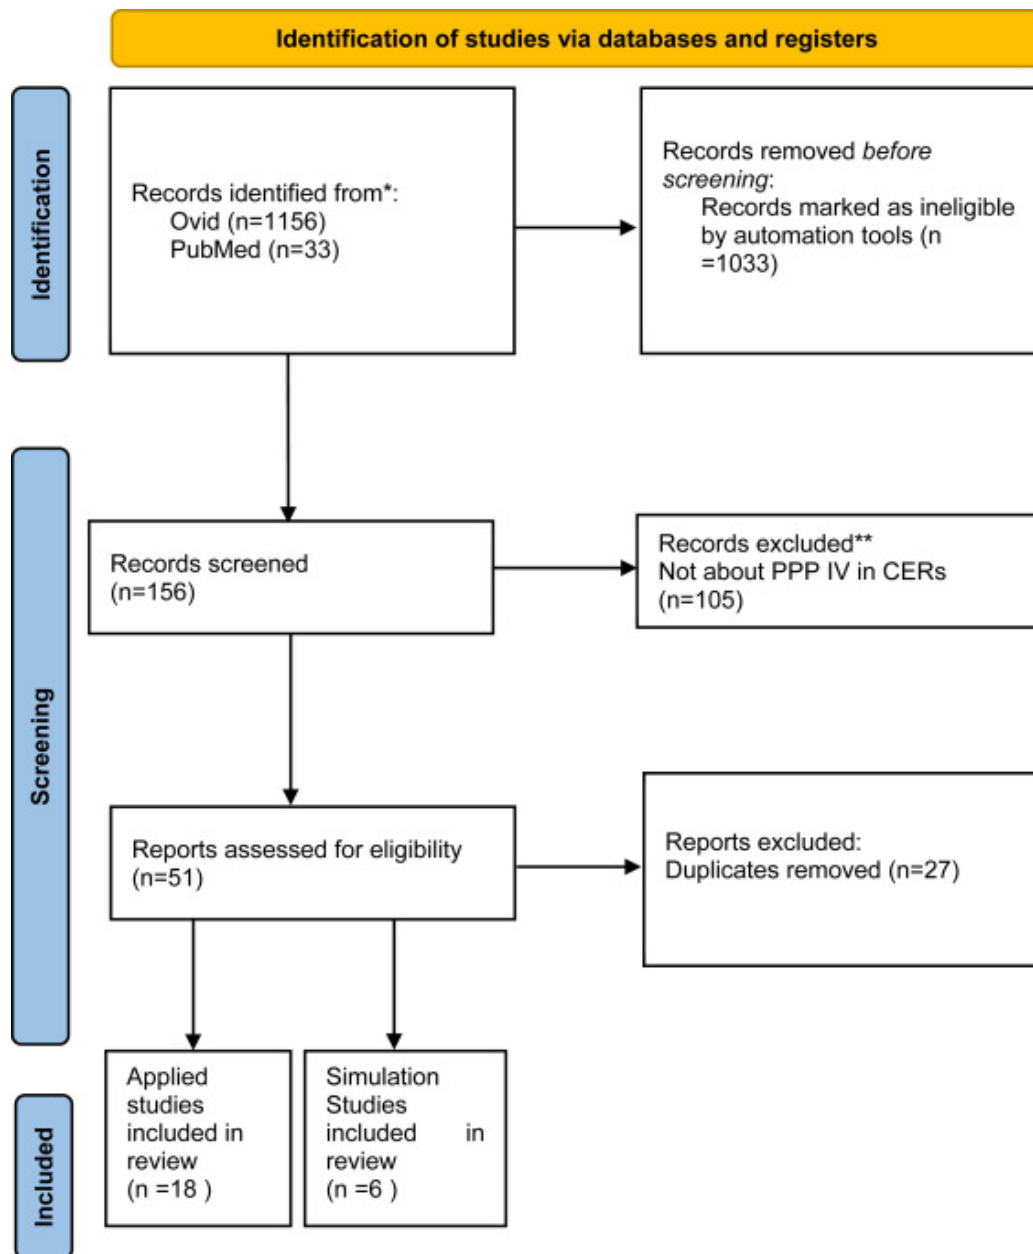 Identification of studies via databases and registers
Identification
Records identified from*:
Ovid (n=1156)
PubMed (n=33)
Records removed before
screening:
Records marked as ineligible
by automation tools (n
=1033)
Screening
Records screened
(n=156)
Records excluded**
Not about PPP IV in CERs
(n=105)
Reports assessed for eligibility
(n=51)
Reports excluded:
Duplicates removed (n=27)
Included
Applied
studies
included in
review
(n =18 )
Simulation
Studies
included in
review
(n =6 )